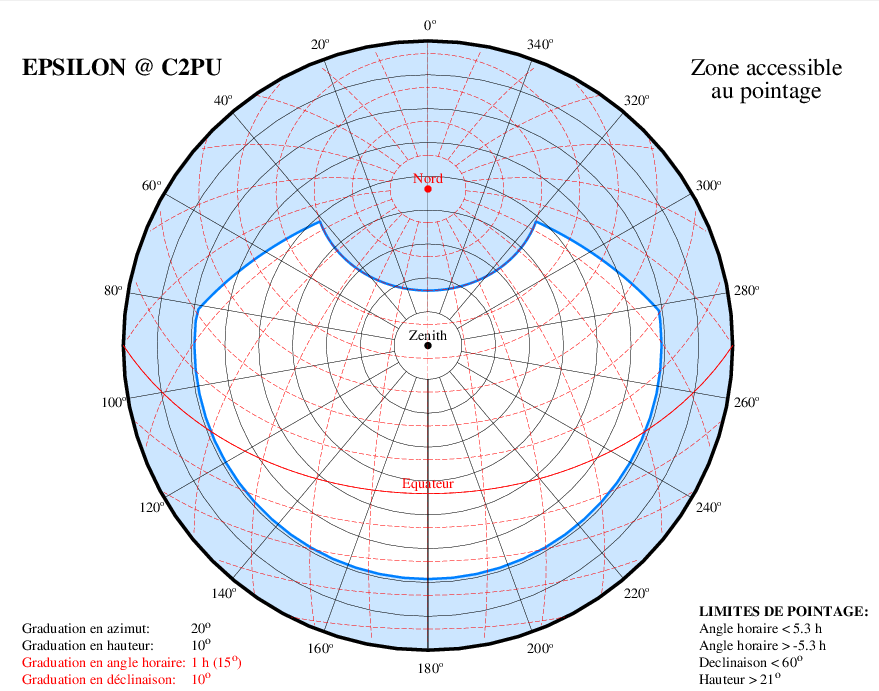 EPSILON @ C2PU
Zone accessible
au pointage
0°
20°
340°
40°
320°
60°
300°
Nord
80°
280°
Zenith
100°
260°
Equateur
120°
240°
140°
220°
160°
200°
180°
Graduation en azimut: 20°
Graduation en hauteur: 10°
Graduation en angle horaire: 1 h (15°)
Graduation en déclinaison: 10°
LIMITES DE POINTAGE:
Angle horaire < 5.3 h
Angle horaire > -5.3 h
Declinaison < 60°
Hauteur > 21°